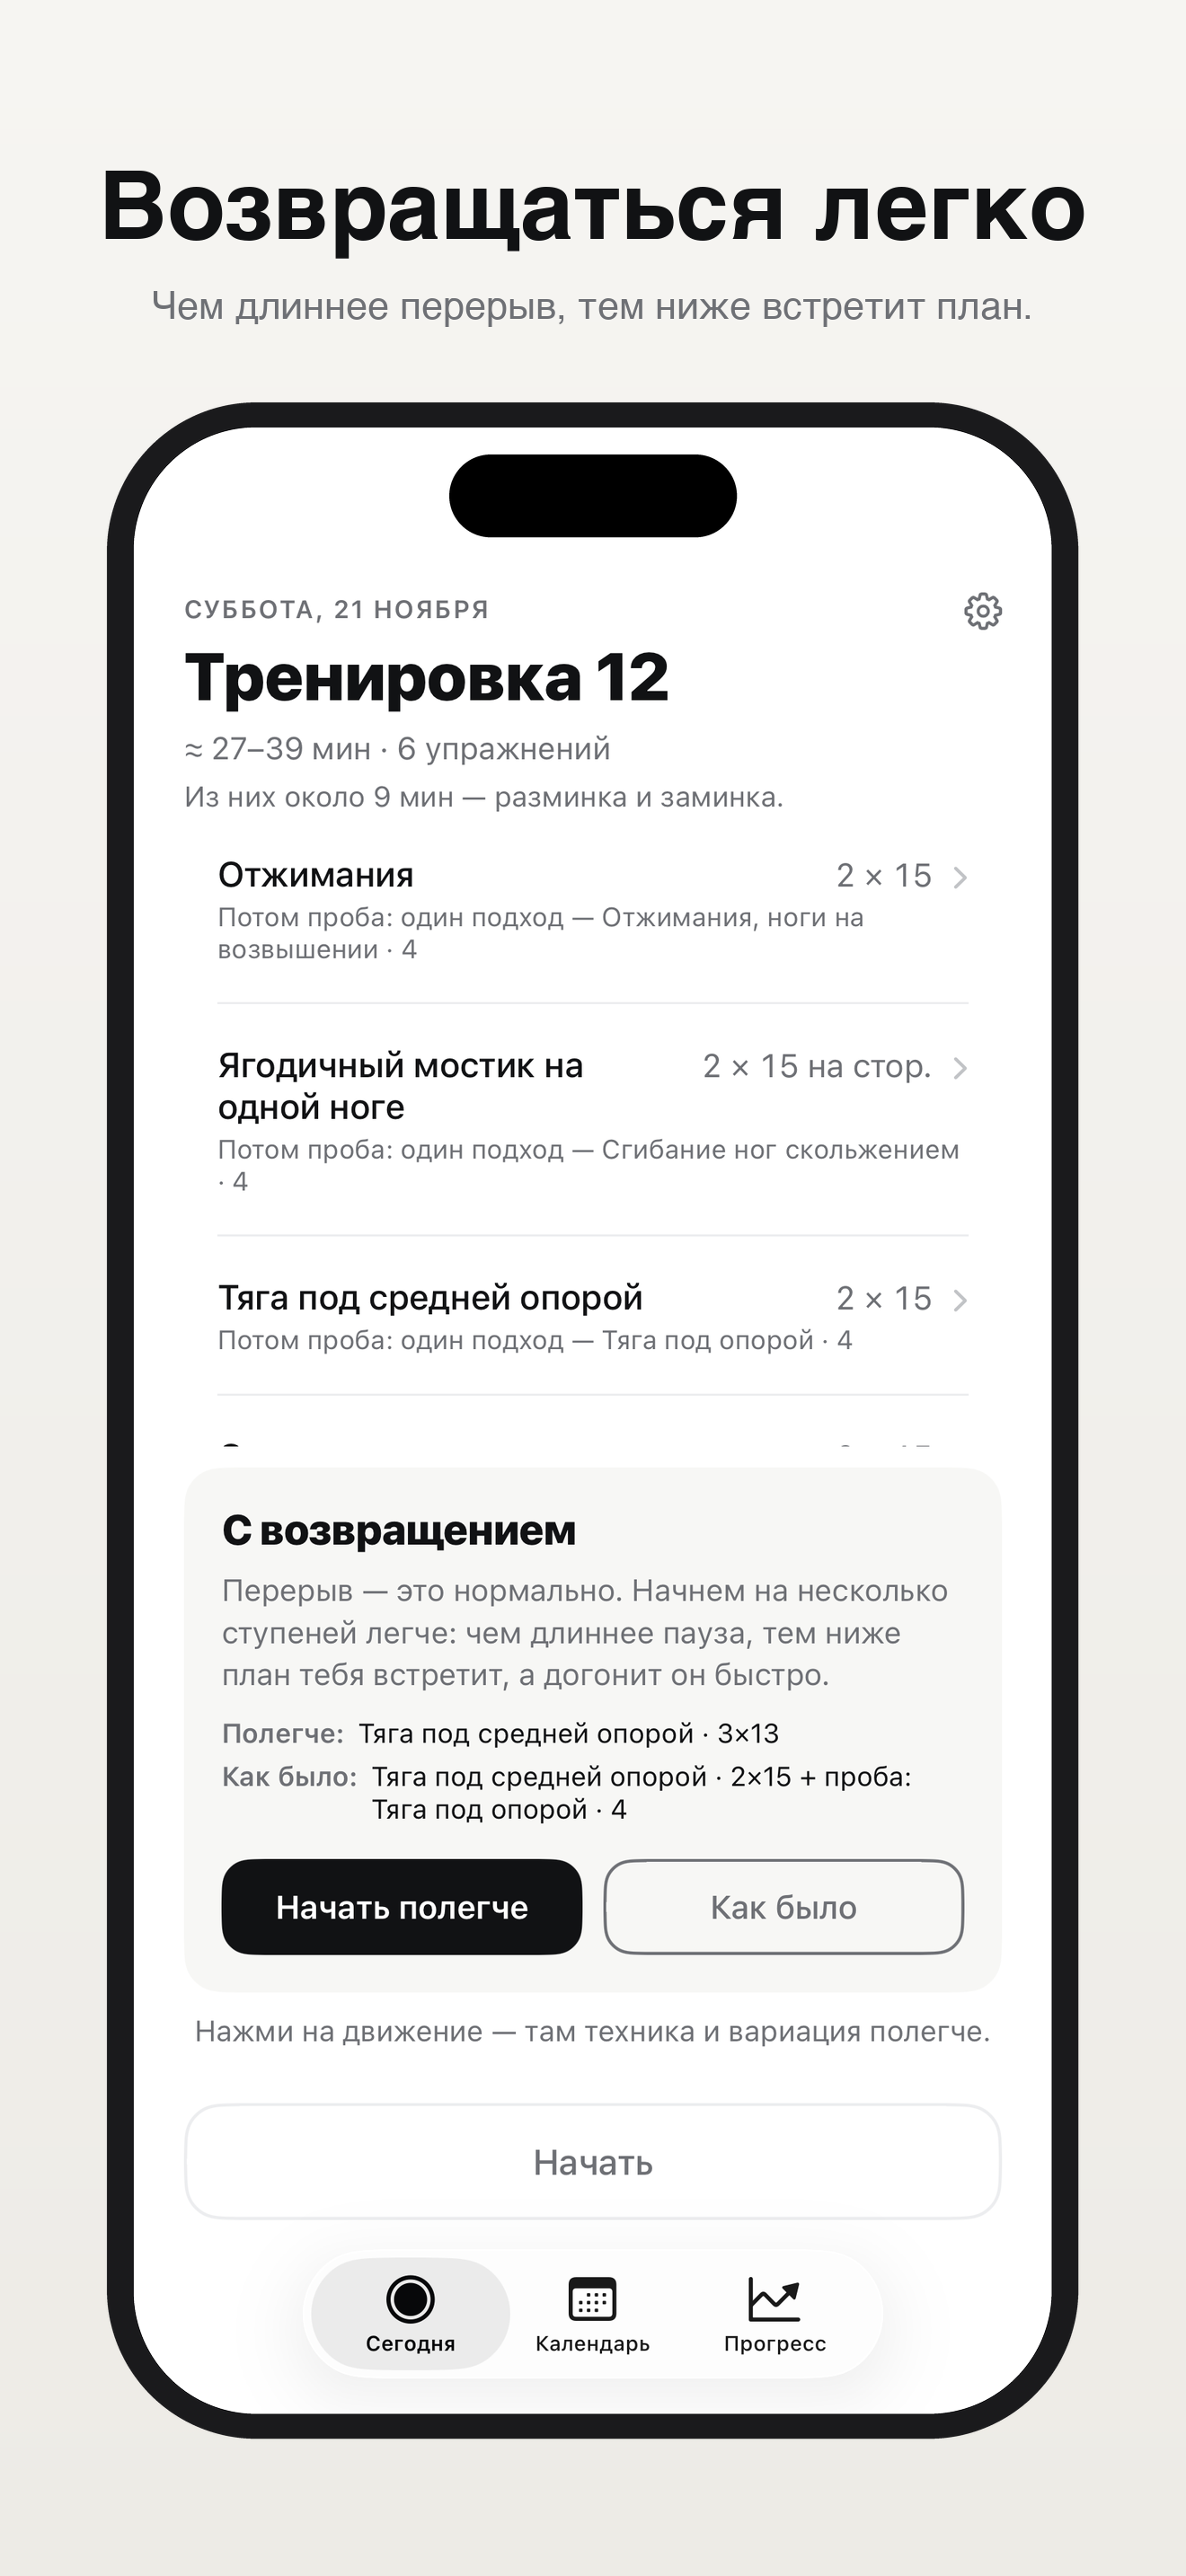 Возвращаться легко
Чем длиннее перерыв, тем ниже встретит план.
СУББОТА, 21 НОЯБРЯ
Тренировка 12
≈ 27–39 мин · 6 упражнений
Из них около 9 мин — разминка и заминка.
Отжимания 2 × 15
Потом проба: один подход — Отжимания, ноги на
возвышении · 4
Ягодичный мостик на 2 × 15 на стор.
одной ноге
Потом проба: один подход — Сгибание ног скольжением
· 4
Тяга под средней опорой 2 × 15
Потом проба: один подход — Тяга под опорой · 4
С возвращением
Перерыв — это нормально. Начнем на несколько
ступеней легче: чем длиннее пауза, тем ниже
план тебя встретит, а догонит он быстро.
Полегче: Тяга под средней опорой · 3×13
Как было: Тяга под средней опорой · 2×15 + проба:
Тяга под опорой · 4
Начать полегче Как было
Нажми на движение — там техника и вариация полегче.
Начать
Сегодня Календарь Прогресс